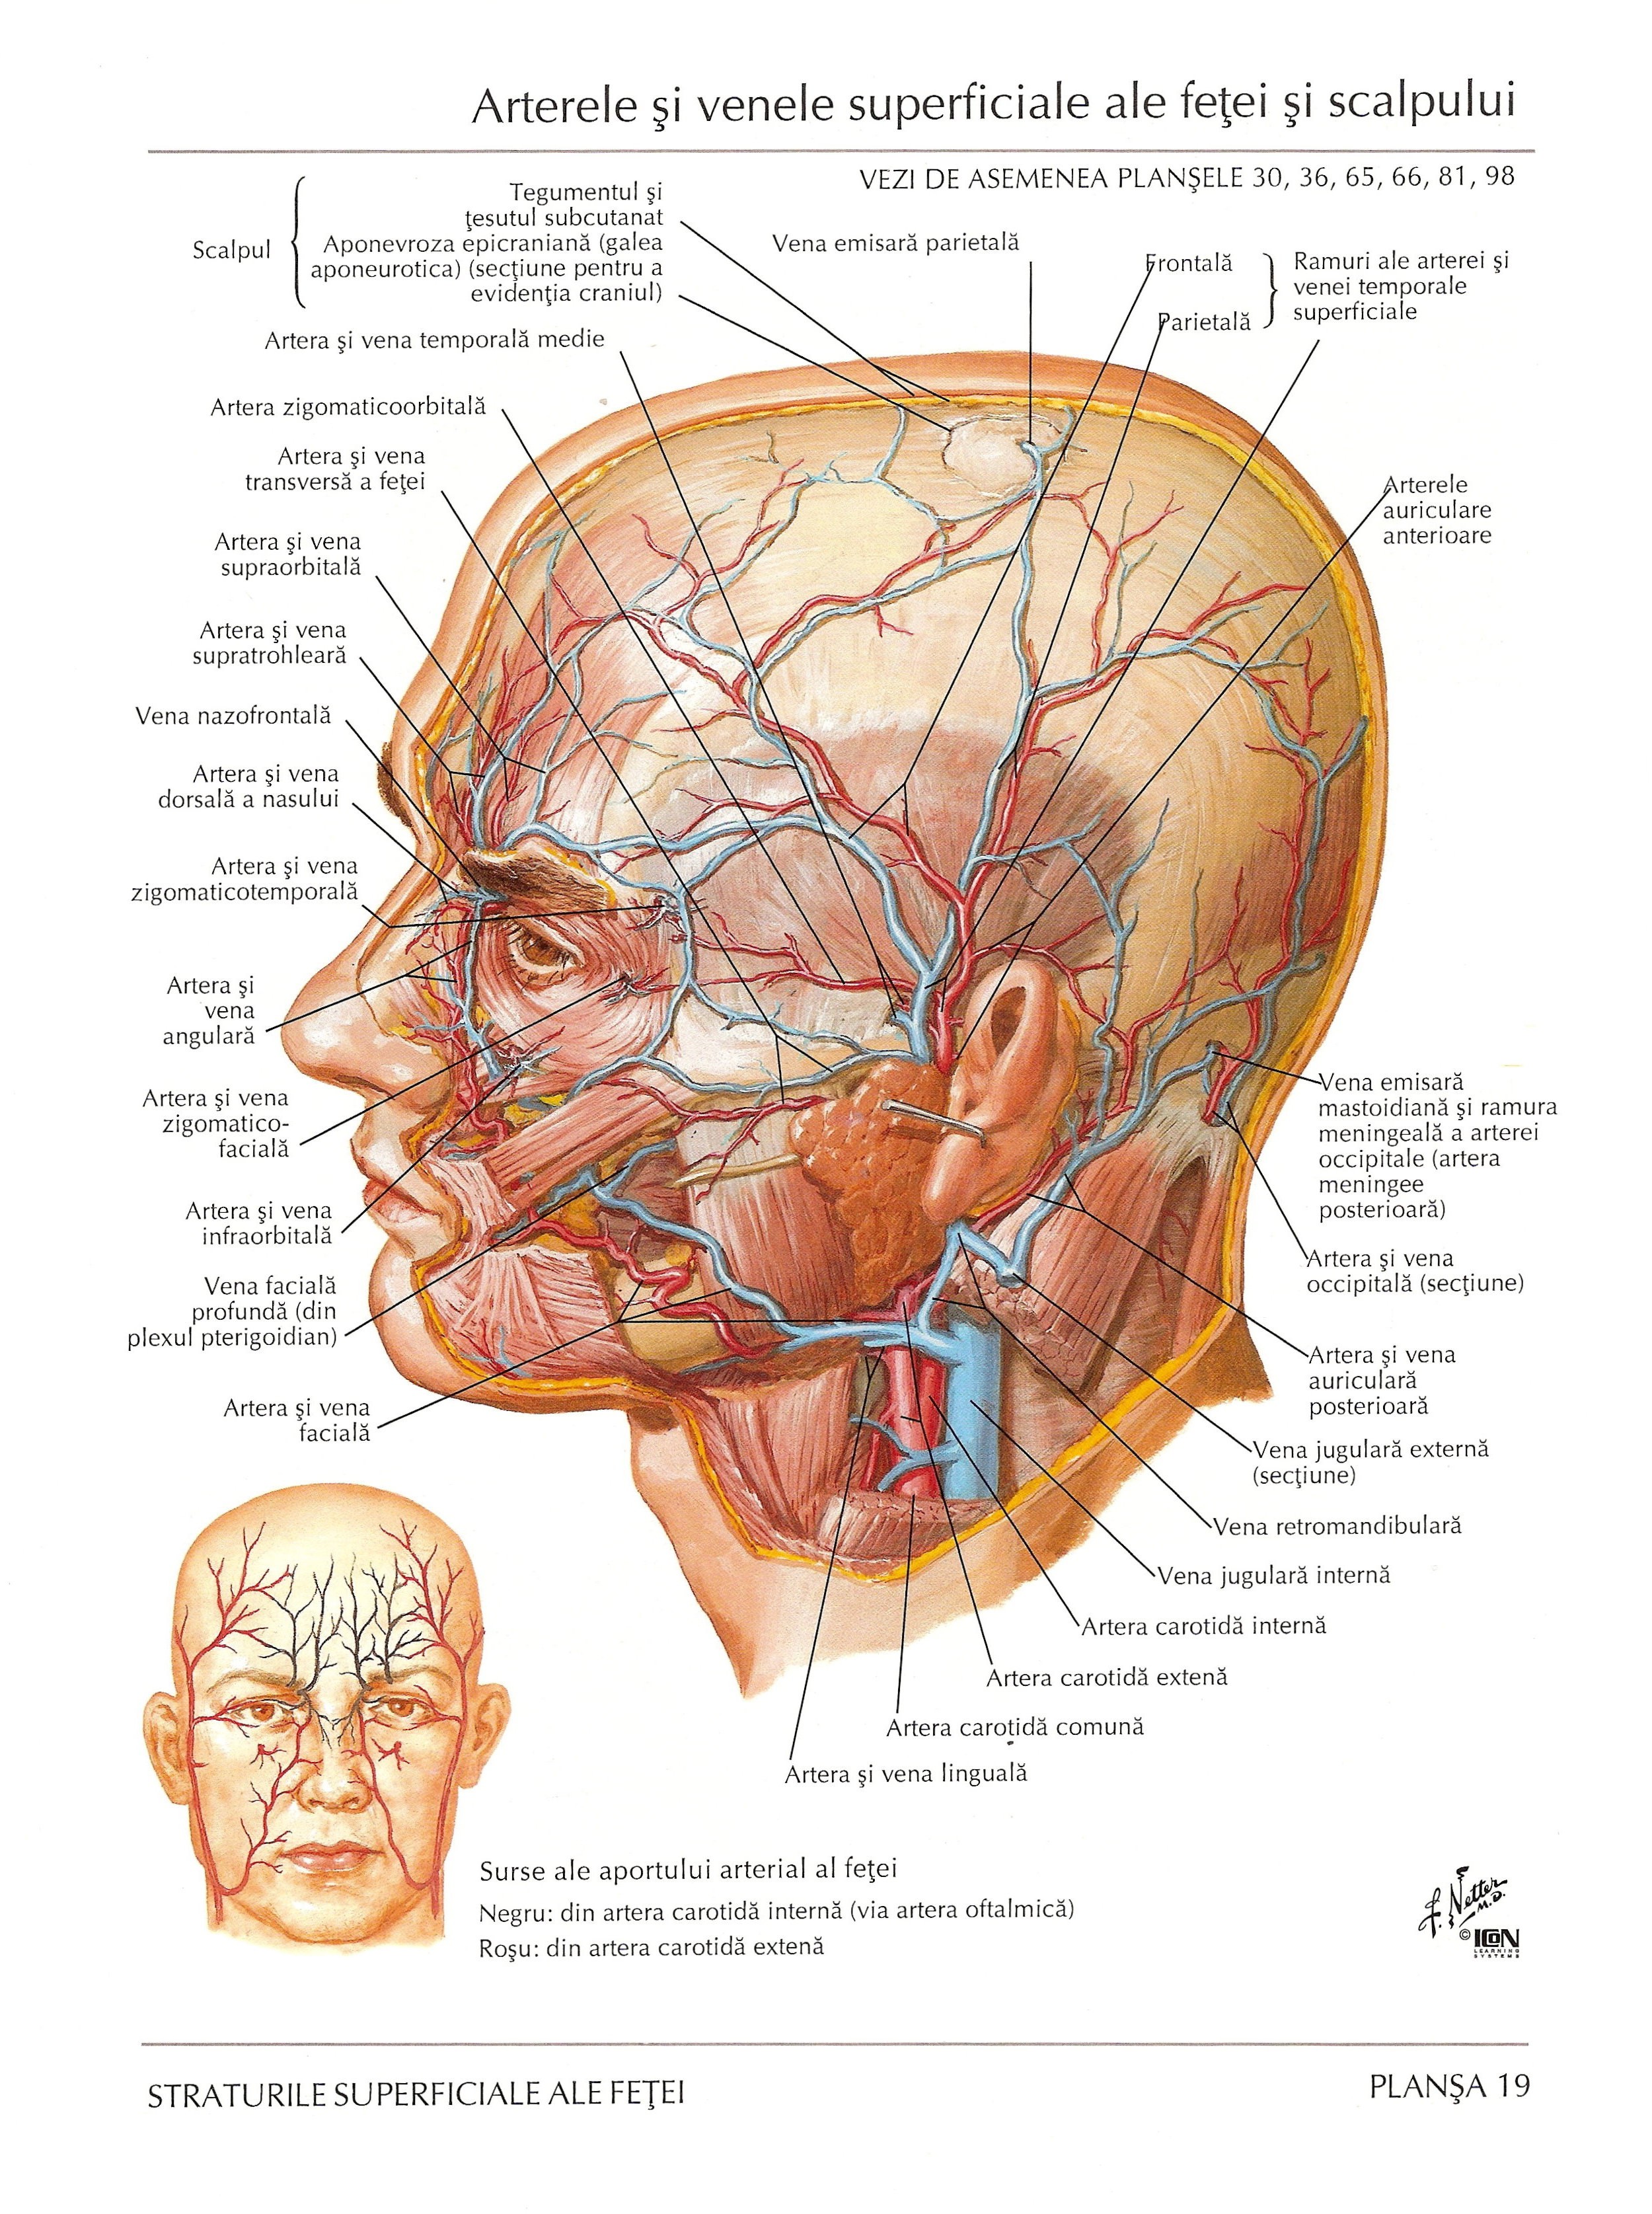 Arterele şi venele superficiale ale feţei şi scalpului
VEZI DE ASEMENEA PLANŞELE 30, 36, 65, 66, 81, 98
Scalpul
Tegumentul şi
ţesutul subcutanat
Aponevroza epicraniană (galea
aponeurotica) (secţiune pentru a
evidenţia craniul)
Vena emisară parietală
Frontală
Parietală
Ramuri ale arterei şi
venei temporale
superficiale
Artera şi vena temporală medie
Artera zigomaticoorbitală
Artera şi vena
transversă a feţei
Artera şi vena
supraorbitală
Artera şi vena
supratrohleară
Vena nazofrontală
Artera şi vena
dorsală a nasului
Artera şi vena
zigomaticotemporală
Artera şi
vena
angulară
Artera şi vena
zigomatico-
facială
Artera şi vena
infraorbitală
Vena facială
profundă (din
plexul pterigoidian)
Artera şi vena
facială
Arterele
auriculare
anterioare
Vena emisară
mastoidiană şi ramura
meningeală a arterei
occipitale (artera
meningee
posterioară)
Artera şi vena
occipitală (secţiune)
Artera şi vena
auriculară
posterioară
Vena jugulară externă
(secţiune)
Vena retromandibulară
Vena jugulară internă
Artera carotidă internă
Artera carotidă extenă
Artera carotidă comună
Artera şi vena linguală
Surse ale aportului arterial al feţei
Negru: din artera carotidă internă (via artera oftalmică)
Roşu: din artera carotidă extenă
F. Netter
M.D.
© ICON
LEARNING
SYSTEMS
STRATURILE SUPERFICIALE ALE FEŢEI
PLANŞA 19